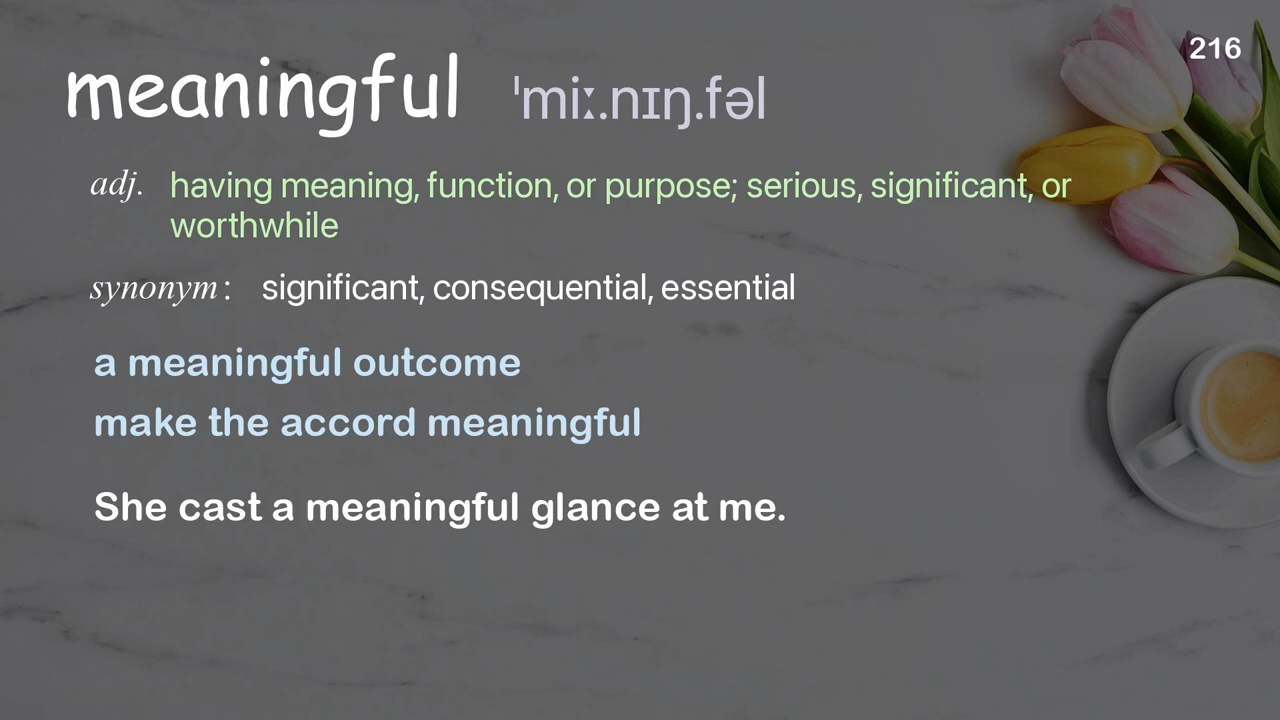 216
meaningful ˈmiː.nɪŋ.fəl
adj. having meaning, function, or purpose; serious, significant, or
worthwhile
synonym: significant, consequential, essential
a meaningful outcome
make the accord meaningful
She cast a meaningful glance at me.